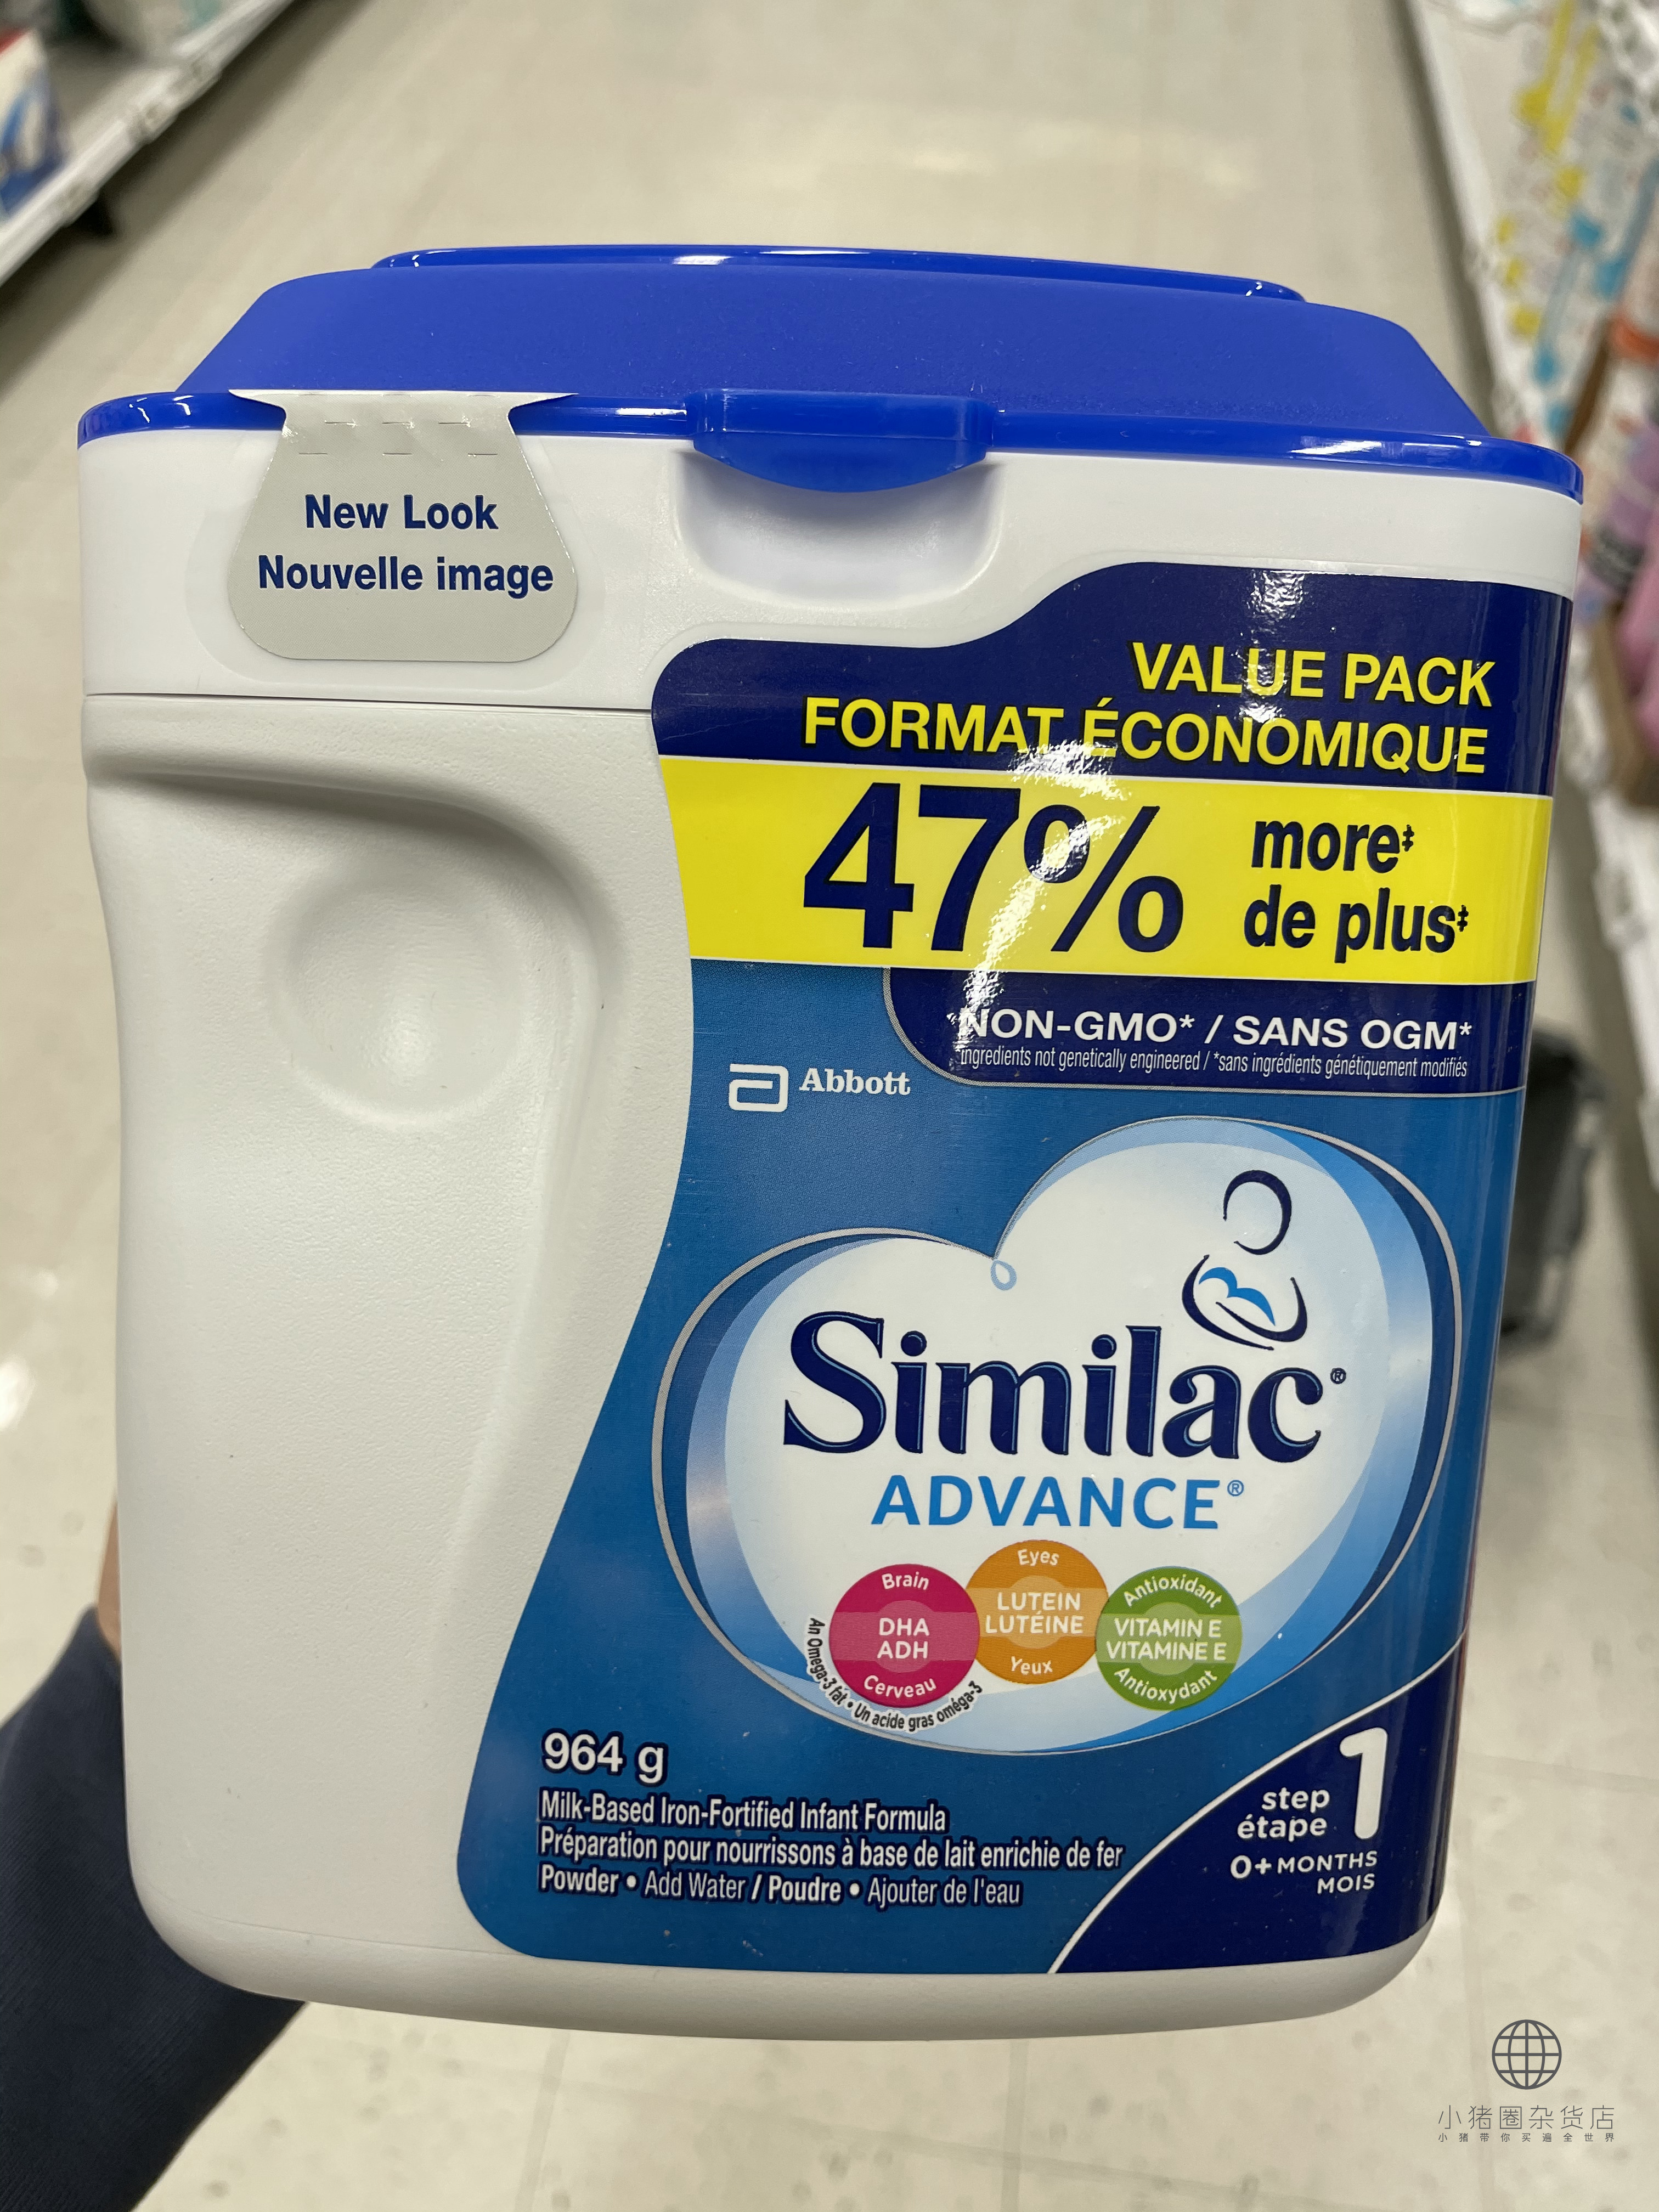 New Look
Nouvelle image
VALUE PACK
FORMAT ÉCONOMIQUE
47% more‡
de plus‡
NON-GMO* / SANS OGM*
*ingredients not genetically engineered / *sans ingrédients génétiquement modifiés
Abbott
Similac®
ADVANCE®
Brain
DHA
ADH
Cerveau
An Omega-3 fat • Un acide gras oméga-3
Eyes
LUTEIN
LUTÉINE
Yeux
Antioxidant
VITAMIN E
VITAMINE E
Antioxydant
964 g
Milk-Based Iron-Fortified Infant Formula
Préparation pour nourrissons à base de lait enrichie de fer
Powder • Add Water / Poudre • Ajouter de l'eau
step 1
étape
0+ MONTHS
MOIS
小猪圈杂货店
小猪带你买遍全世界